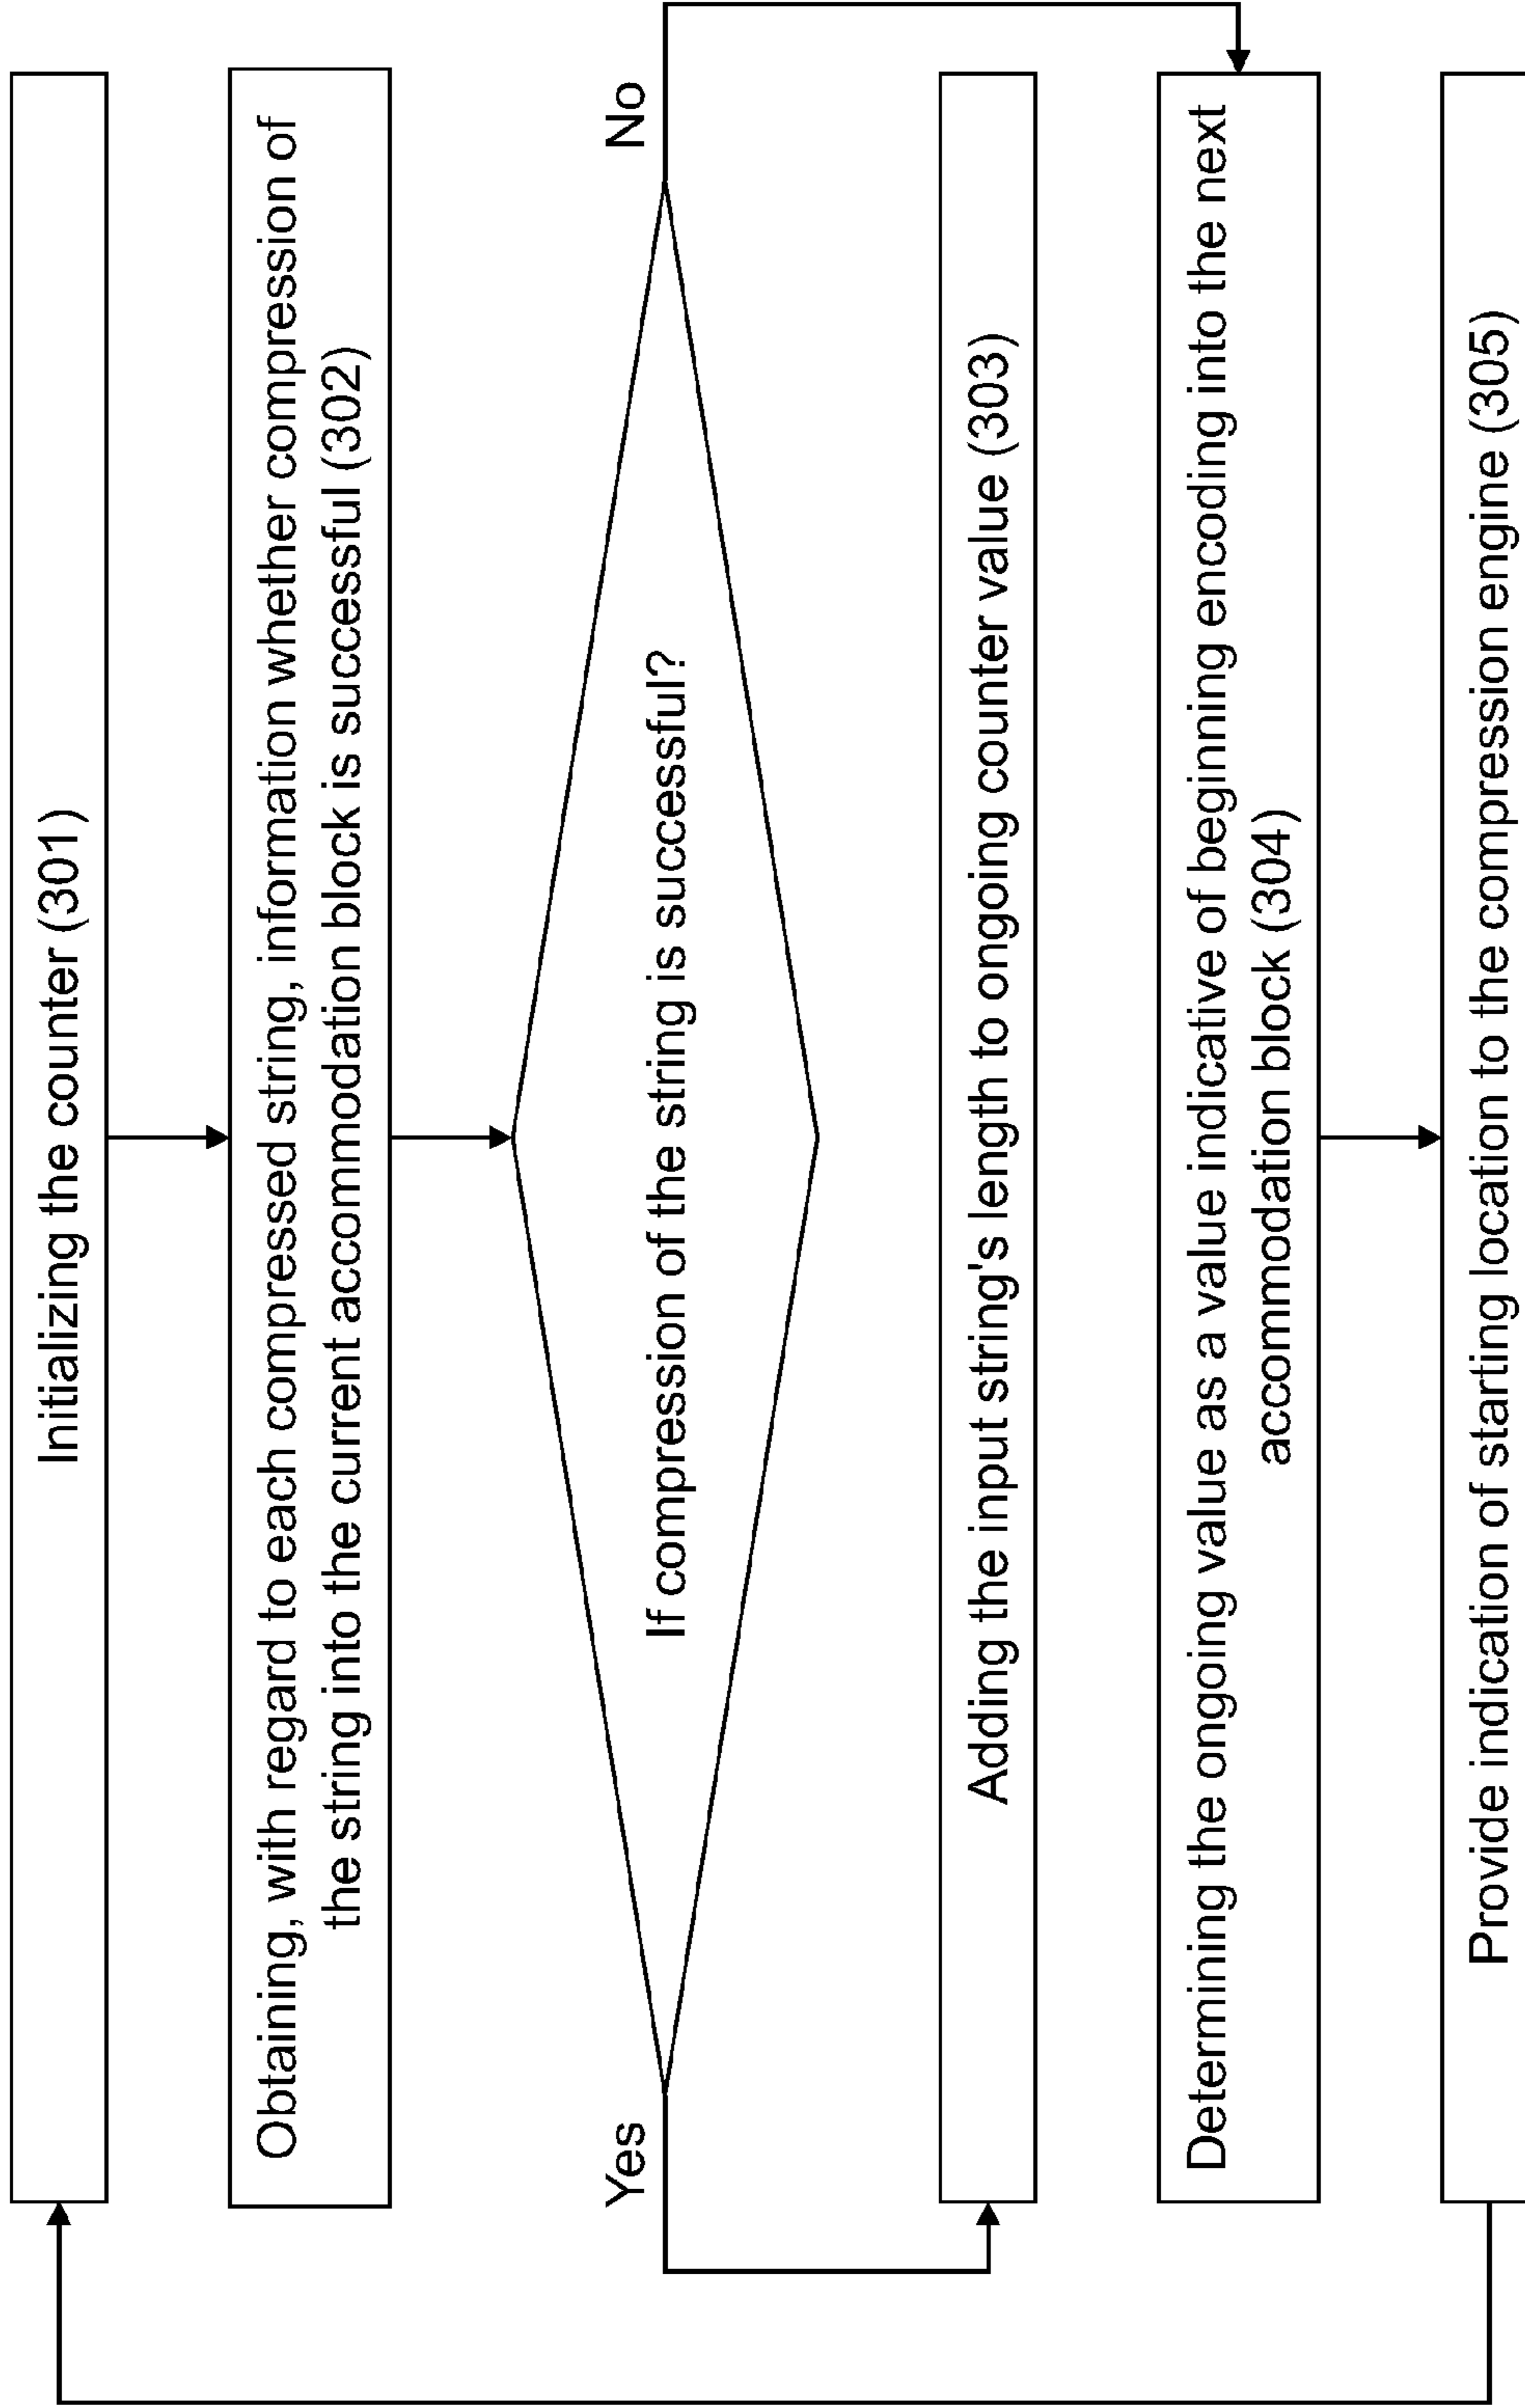 Initializing the counter (301)
Obtaining, with regard to each compressed string, information whether compression of
the string into the current accommodation block is successful (302)
If compression of the string is successful?
Yes
No
Adding the input string's length to ongoing counter value (303)
Determining the ongoing value as a value indicative of beginning encoding into the next
accommodation block (304)
Provide indication of starting location to the compression engine (305)